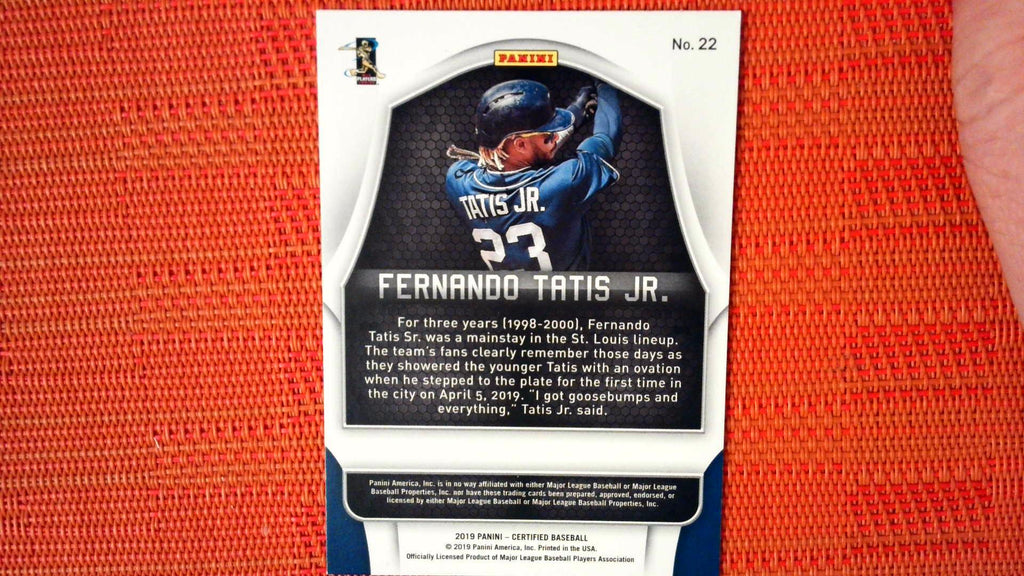 No. 22
PANINI
PLAYERS
TATIS JR.
23
FERNANDO TATIS JR.
For three years (1998-2000), Fernando
Tatis Sr. was a mainstay in the St. Louis lineup.
The team's fans clearly remember those days as
they showered the younger Tatis with an ovation
when he stepped to the plate for the first time in
the city on April 5, 2019. "I got goosebumps and
everything," Tatis Jr. said.
Panini America, Inc. is in no way affiliated with either Major League Baseball or Major League
Baseball Properties, Inc. nor have these trading cards been prepared, approved, endorsed, or
licensed by either Major League Baseball or Major League Baseball Properties, Inc.
2019 PANINI - CERTIFIED BASEBALL
© 2019 Panini America, Inc. Printed in the USA.
Officially Licensed Product of Major League Baseball Players Association